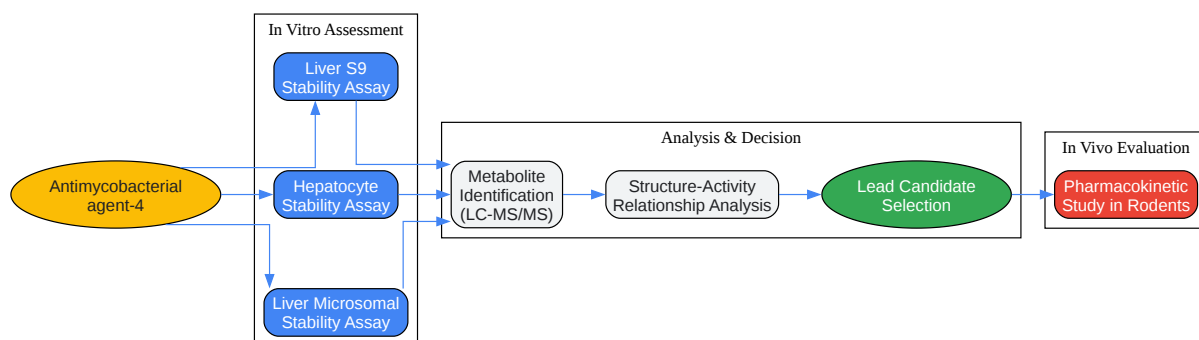 In Vitro Assessment
Liver S9
Stability Assay
Analysis & Decision
In Vivo Evaluation
Antimycobacterial
agent-4
Hepatocyte
Stability Assay
Metabolite
Identification
(LC-MS/MS)
Structure-Activity
Relationship Analysis
Lead Candidate
Selection
Pharmacokinetic
Study in Rodents
Liver Microsomal
Stability Assay